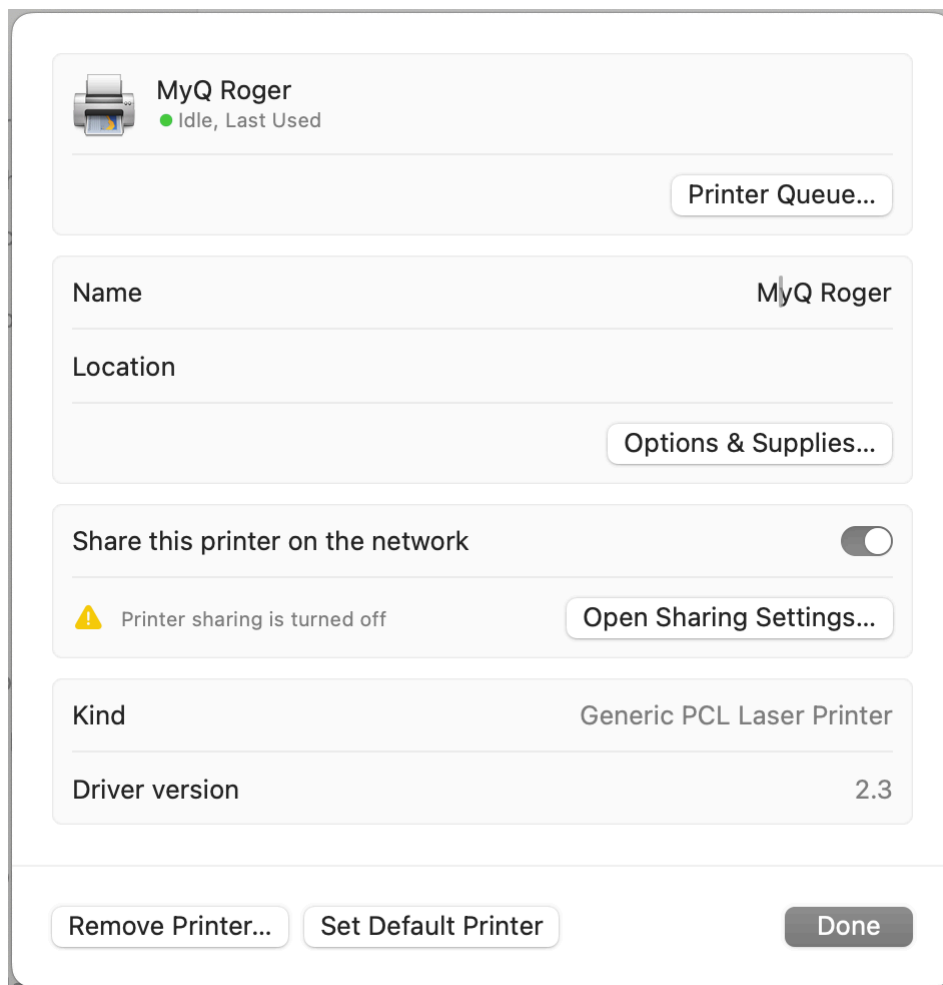 MyQ Roger
Idle, Last Used
Printer Queue...
Name MyQ Roger
Location
Options & Supplies...
Share this printer on the network
Printer sharing is turned off Open Sharing Settings...
Kind Generic PCL Laser Printer
Driver version 2.3
Remove Printer... Set Default Printer Done